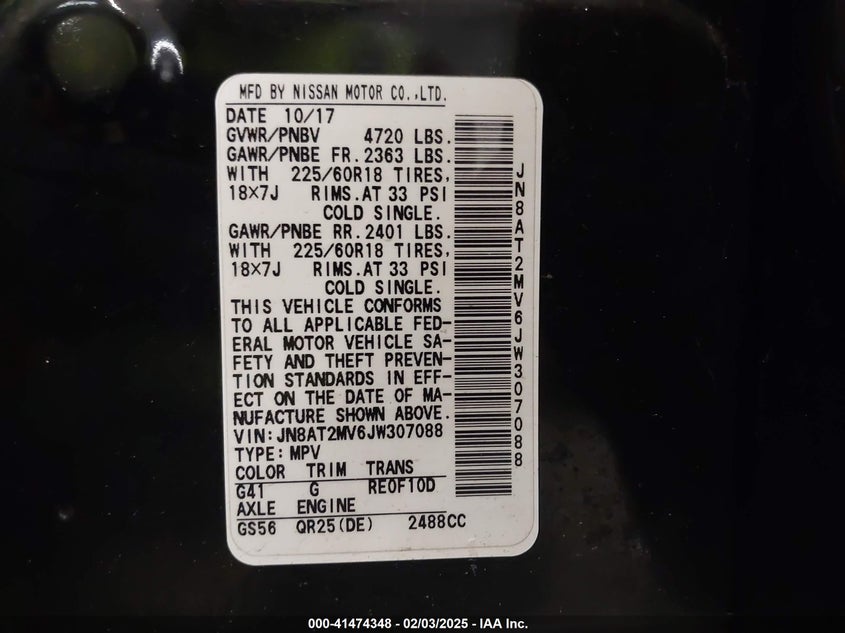 MFD BY NISSAN MOTOR CO.,LTD.
DATE 10/17
GVWR/PNBV 4720 LBS.
GAWR/PNBE FR. 2363 LBS.
WITH 225/60R18 TIRES,
18×7J RIMS. AT 33 PSI
COLD SINGLE.
GAWR/PNBE RR. 2401 LBS.
WITH 225/60R18 TIRES,
18×7J RIMS. AT 33 PSI
COLD SINGLE.
THIS VEHICLE CONFORMS
TO ALL APPLICABLE FED-
ERAL MOTOR VEHICLE SA-
FETY AND THEFT PREVEN-
TION STANDARDS IN EFF-
ECT ON THE DATE OF MA-
NUFACTURE SHOWN ABOVE.
VIN:JN8AT2MV6JW307088
TYPE:MPV
COLOR TRIM TRANS
G41 G RE0F10D
AXLE ENGINE
GS56 QR25(DE) 2488CC
JN8AT2MV6JW307088
000-41474348 - 02/03/2025 - IAA Inc.